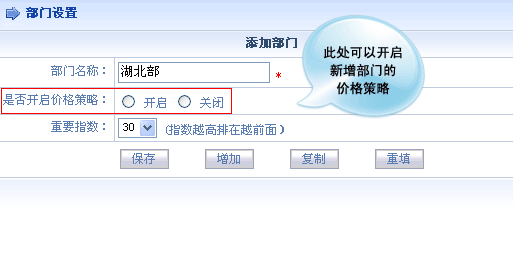 部门设置
添加部门
部门名称： 湖北部 *
是否开启价格策略： 开启 关闭
重要指数： 30 (指数越高排在越前面)
保存 增加 复制 重填
此处可以开启
新增部门的
价格策略